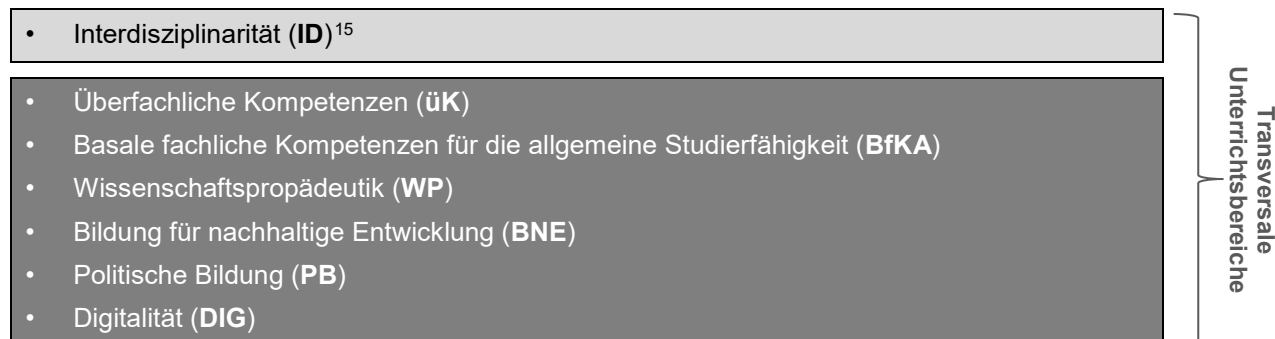 • Interdisziplinarität (ID)15
• Überfachliche Kompetenzen (üK)
• Basale fachliche Kompetenzen für die allgemeine Studierfähigkeit (BfKA)
• Wissenschaftspropädeutik (WP)
• Bildung für nachhaltige Entwicklung (BNE)
• Politische Bildung (PB)
• Digitalität (DIG)
Transversale
Unterrichtsbereiche